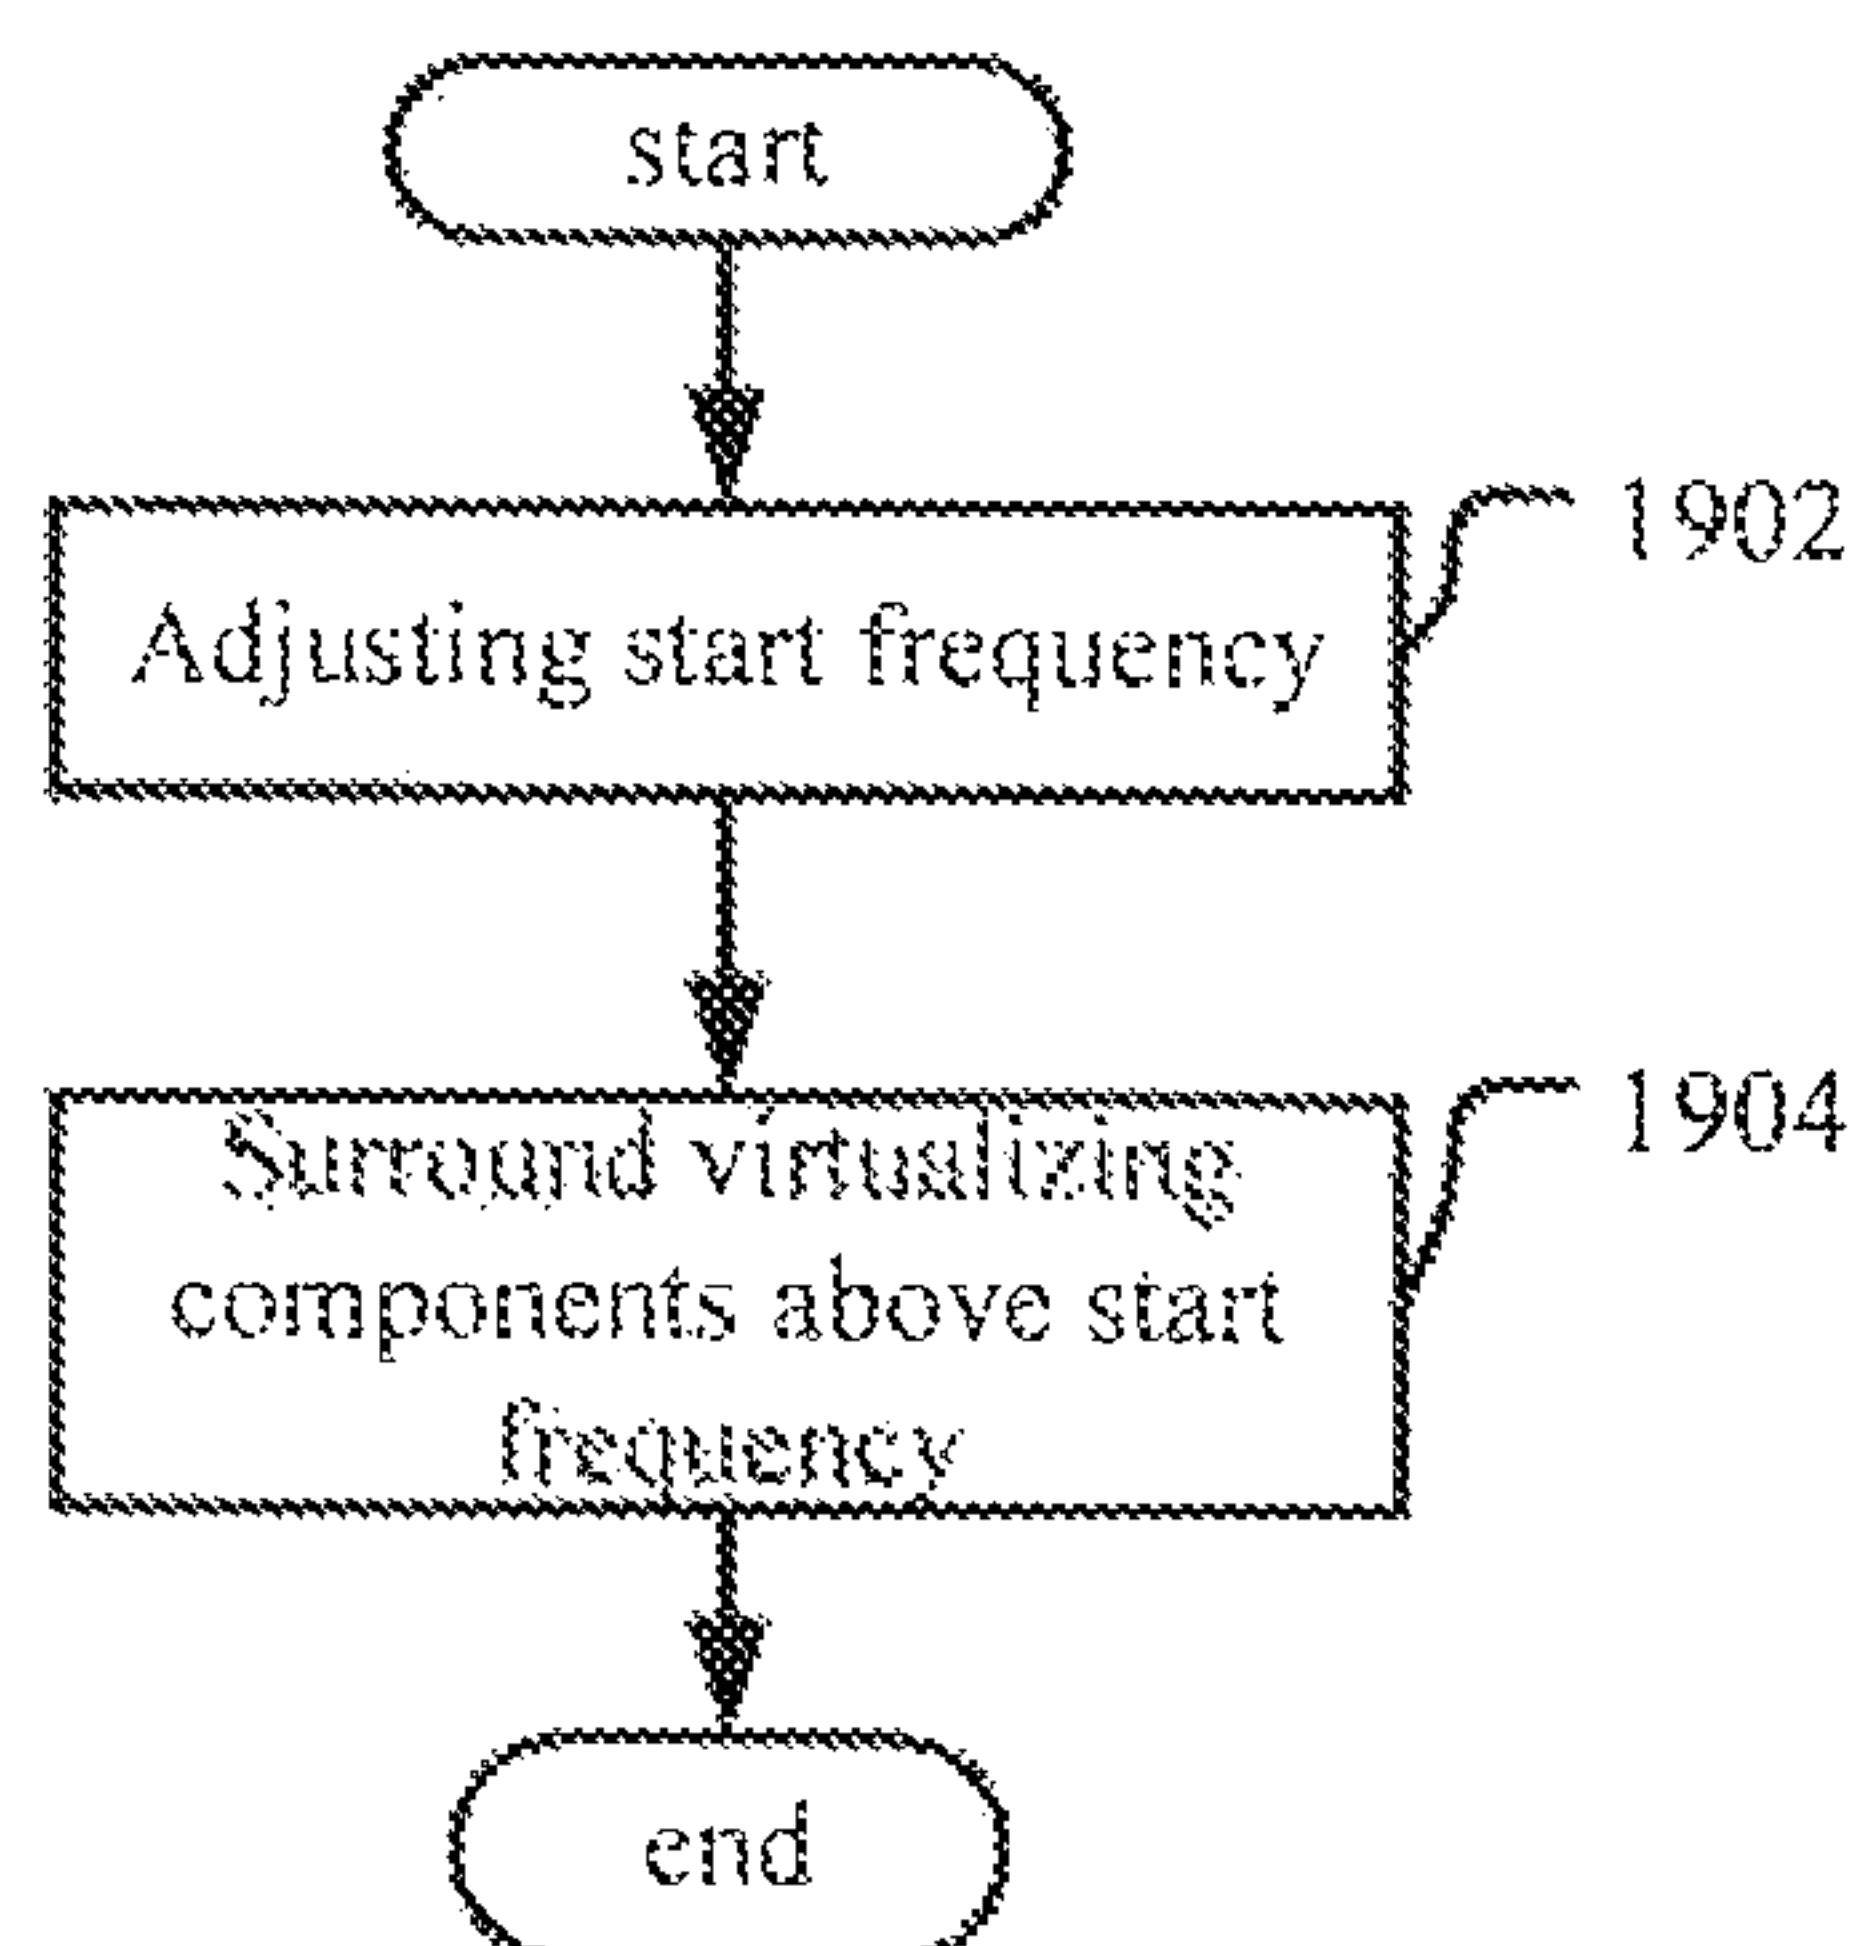 start
1902
Adjusting start frequency
1904
Surround virtualizing
components above start
frequency
end